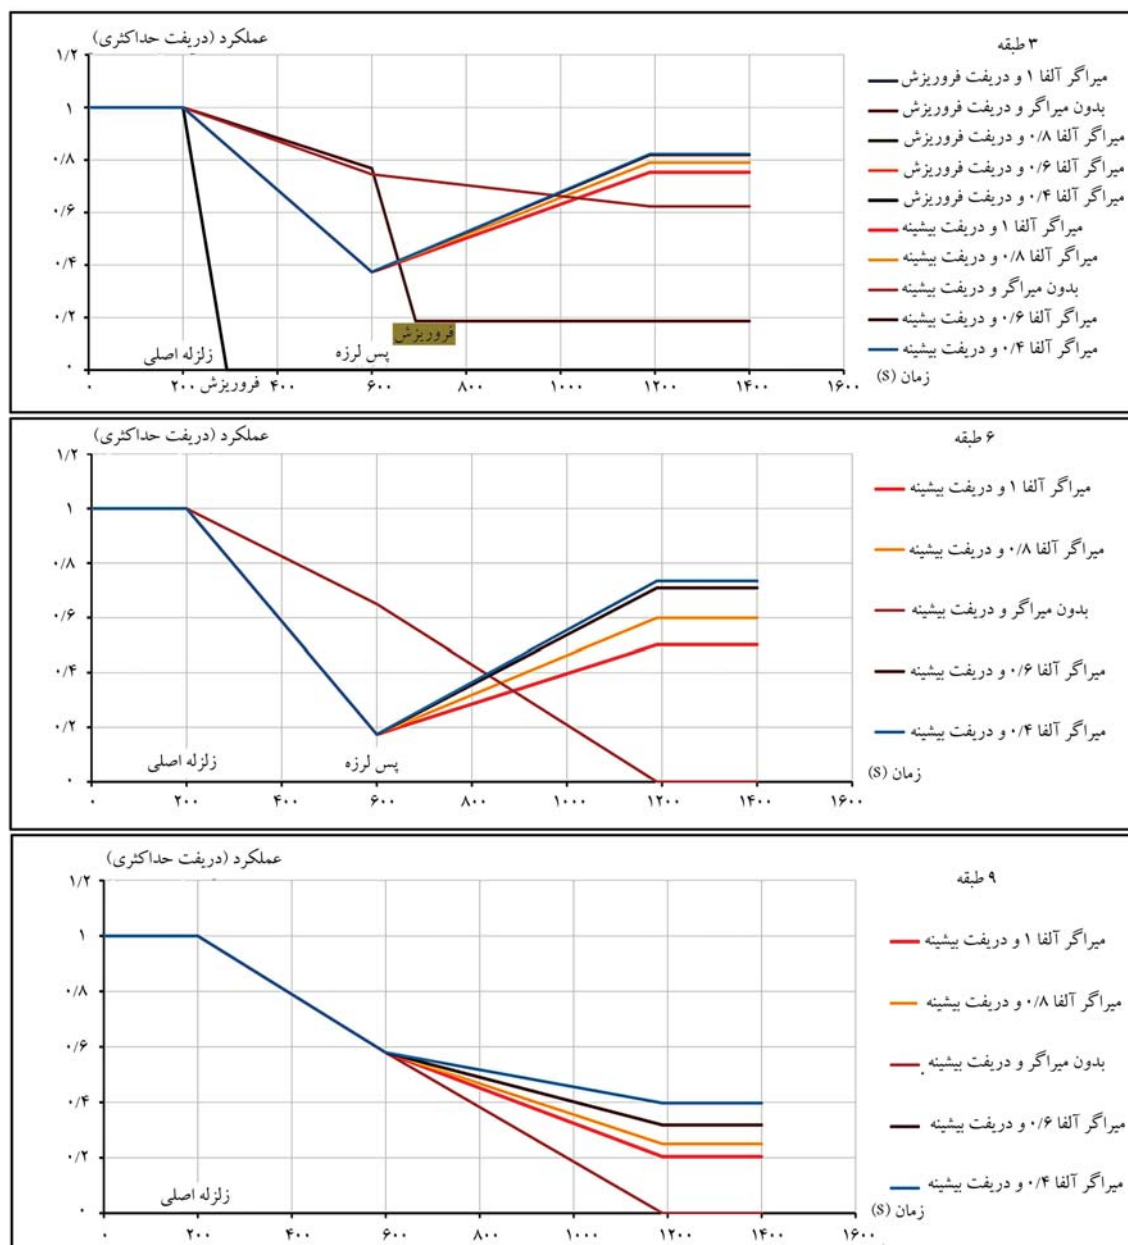 عملکرد (دریفت حداکثری)
۳ طبقه
۱/۲
۱
۰/۸
۰/۶
۰/۴
۰/۲
۰
میراگر آلفا ۱ و دریفت فروریزش
بدون میراگر و دریفت فروریزش
میراگر آلفا ۰/۸ و دریفت فروریزش
میراگر آلفا ۰/۶ و دریفت فروریزش
میراگر آلفا ۰/۴ و دریفت فروریزش
میراگر آلفا ۱ و دریفت بیشینه
میراگر آلفا ۰/۸ و دریفت بیشینه
بدون میراگر و دریفت بیشینه
میراگر آلفا ۰/۶ و دریفت بیشینه
میراگر آلفا ۰/۴ و دریفت بیشینه
فروریزش
زلزله اصلی
پس لرزه
فروریزش
۰ ۲۰۰ ۴۰۰ ۶۰۰ ۸۰۰ ۱۰۰۰ ۱۲۰۰ ۱۴۰۰ ۱۶۰۰
زمان (S)
عملکرد (دریفت حداکثری)
۶ طبقه
۱/۲
۱
۰/۸
۰/۶
۰/۴
۰/۲
۰
میراگر آلفا ۱ و دریفت بیشینه
میراگر آلفا ۰/۸ و دریفت بیشینه
بدون میراگر و دریفت بیشینه
میراگر آلفا ۰/۶ و دریفت بیشینه
میراگر آلفا ۰/۴ و دریفت بیشینه
زلزله اصلی
پس لرزه
۰ ۲۰۰ ۴۰۰ ۶۰۰ ۸۰۰ ۱۰۰۰ ۱۲۰۰ ۱۴۰۰ ۱۶۰۰
زمان (S)
عملکرد (دریفت حداکثری)
۹ طبقه
۱/۲
۱
۰/۸
۰/۶
۰/۴
۰/۲
۰
میراگر آلفا ۱ و دریفت بیشینه
میراگر آلفا ۰/۸ و دریفت بیشینه
بدون میراگر و دریفت بیشینه
میراگر آلفا ۰/۶ و دریفت بیشینه
میراگر آلفا ۰/۴ و دریفت بیشینه
زلزله اصلی
۰ ۲۰۰ ۴۰۰ ۶۰۰ ۸۰۰ ۱۰۰۰ ۱۲۰۰ ۱۴۰۰ ۱۶۰۰
زمان (S)